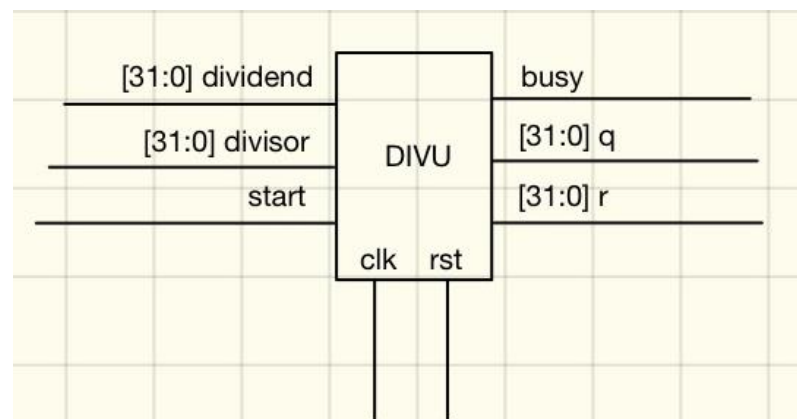 [31:0] dividend
busy
[31:0] divisor
DIVU
[31:0] q
start
[31:0] r
clk rst